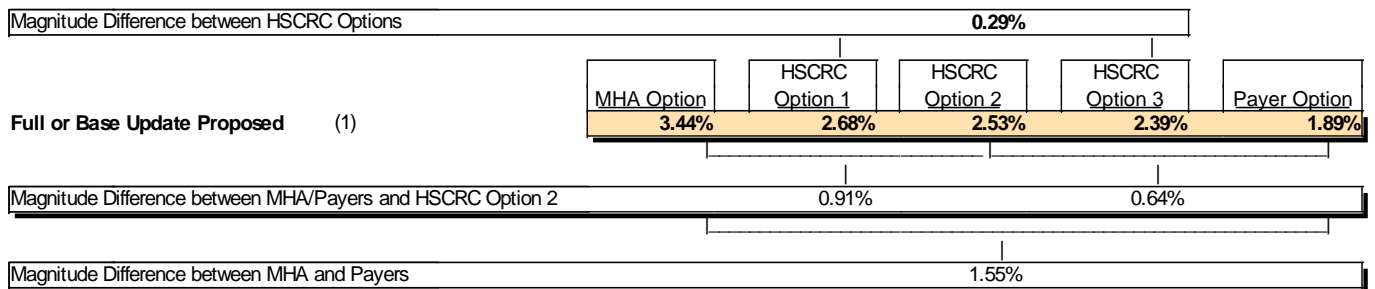 Magnitude Difference between HSCRC Options 0.29%
HSCRC HSCRC HSCRC
MHA Option Option 1 Option 2 Option 3 Payer Option
Full or Base Update Proposed (1) 3.44% 2.68% 2.53% 2.39% 1.89%
Magnitude Difference between MHA/Payers and HSCRC Option 2 0.91% 0.64%
Magnitude Difference between MHA and Payers 1.55%